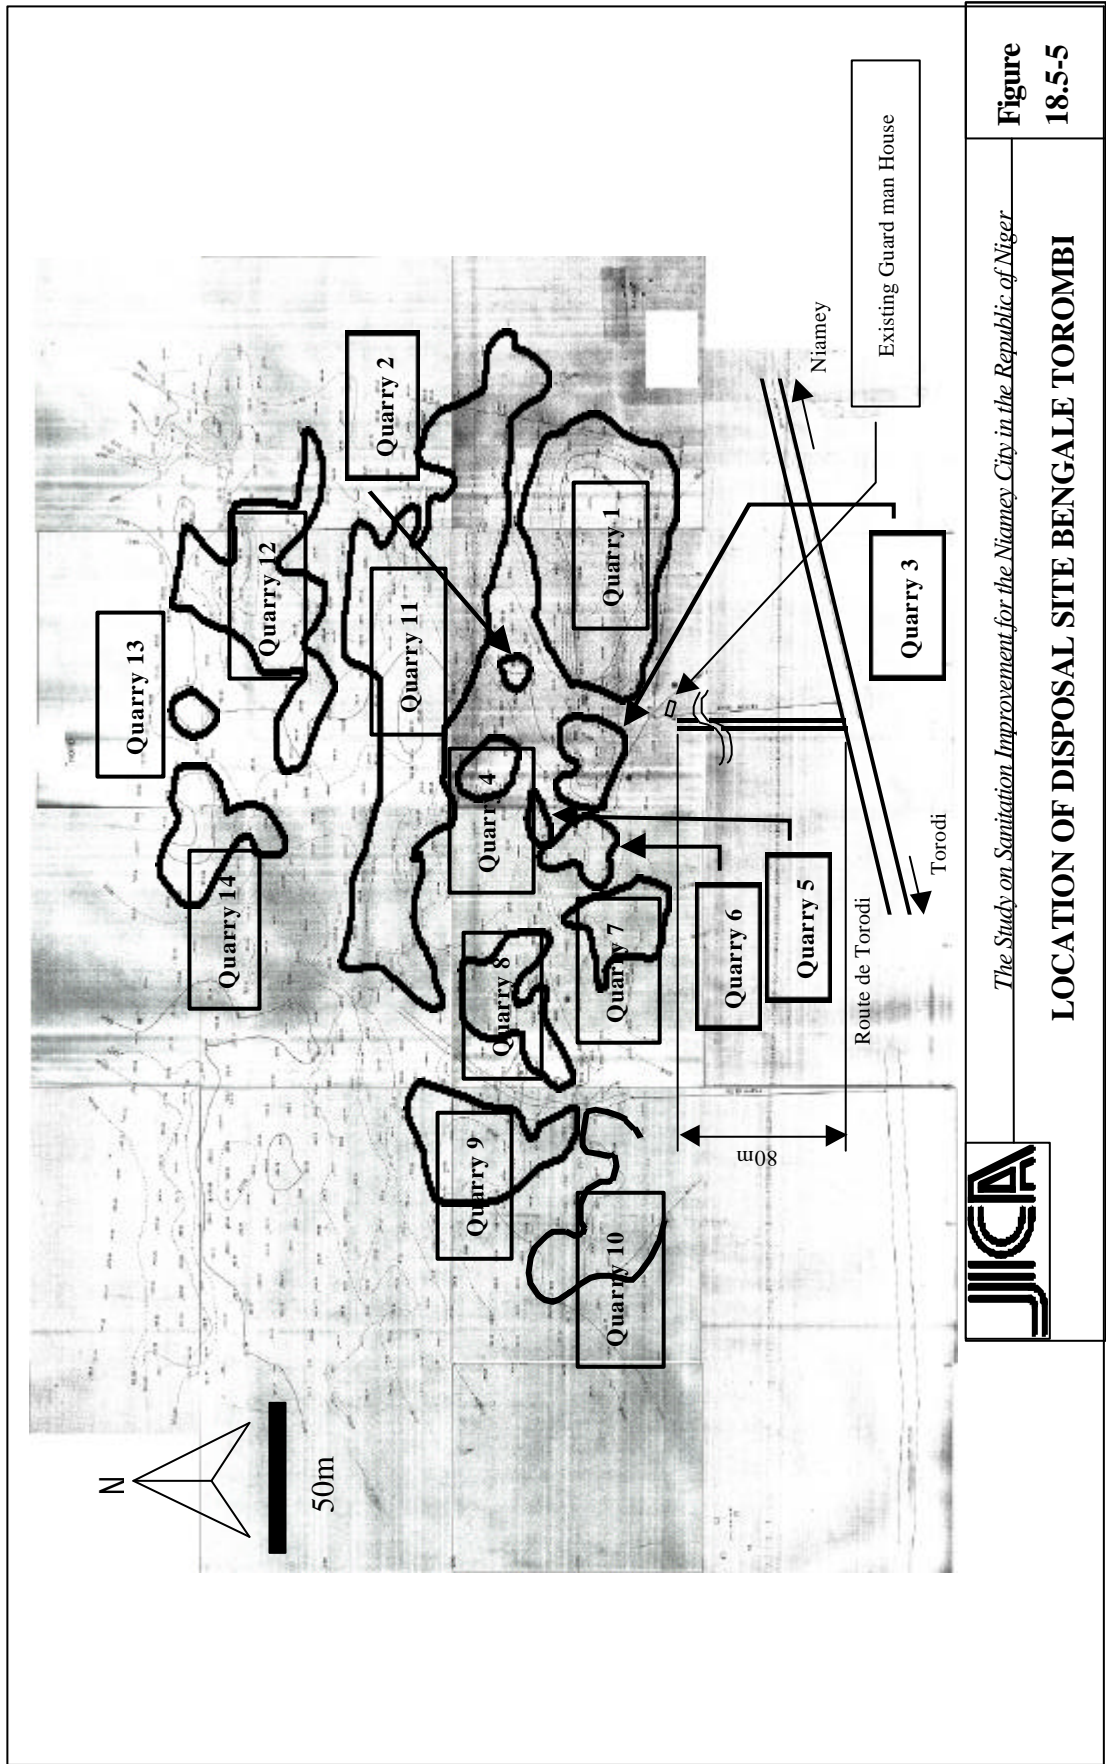 N
50m
Quarry 13
Quarry 12
Quarry 14
Quarry 2
Quarry 11
Quarry 4
Quarry 9
Quarry 8
Quarry 1
Quarry 10
Quarry 7
Quarry 6
Quarry 5
Quarry 3
80m
Niamey
Existing Guard man House
Route de Torodi
Torodi
JICA
The Study on Sanitation Improvement for the Niamey City in the Republic of Niger
LOCATION OF DISPOSAL SITE BENGALE TOROMBI
Figure
18.5-5